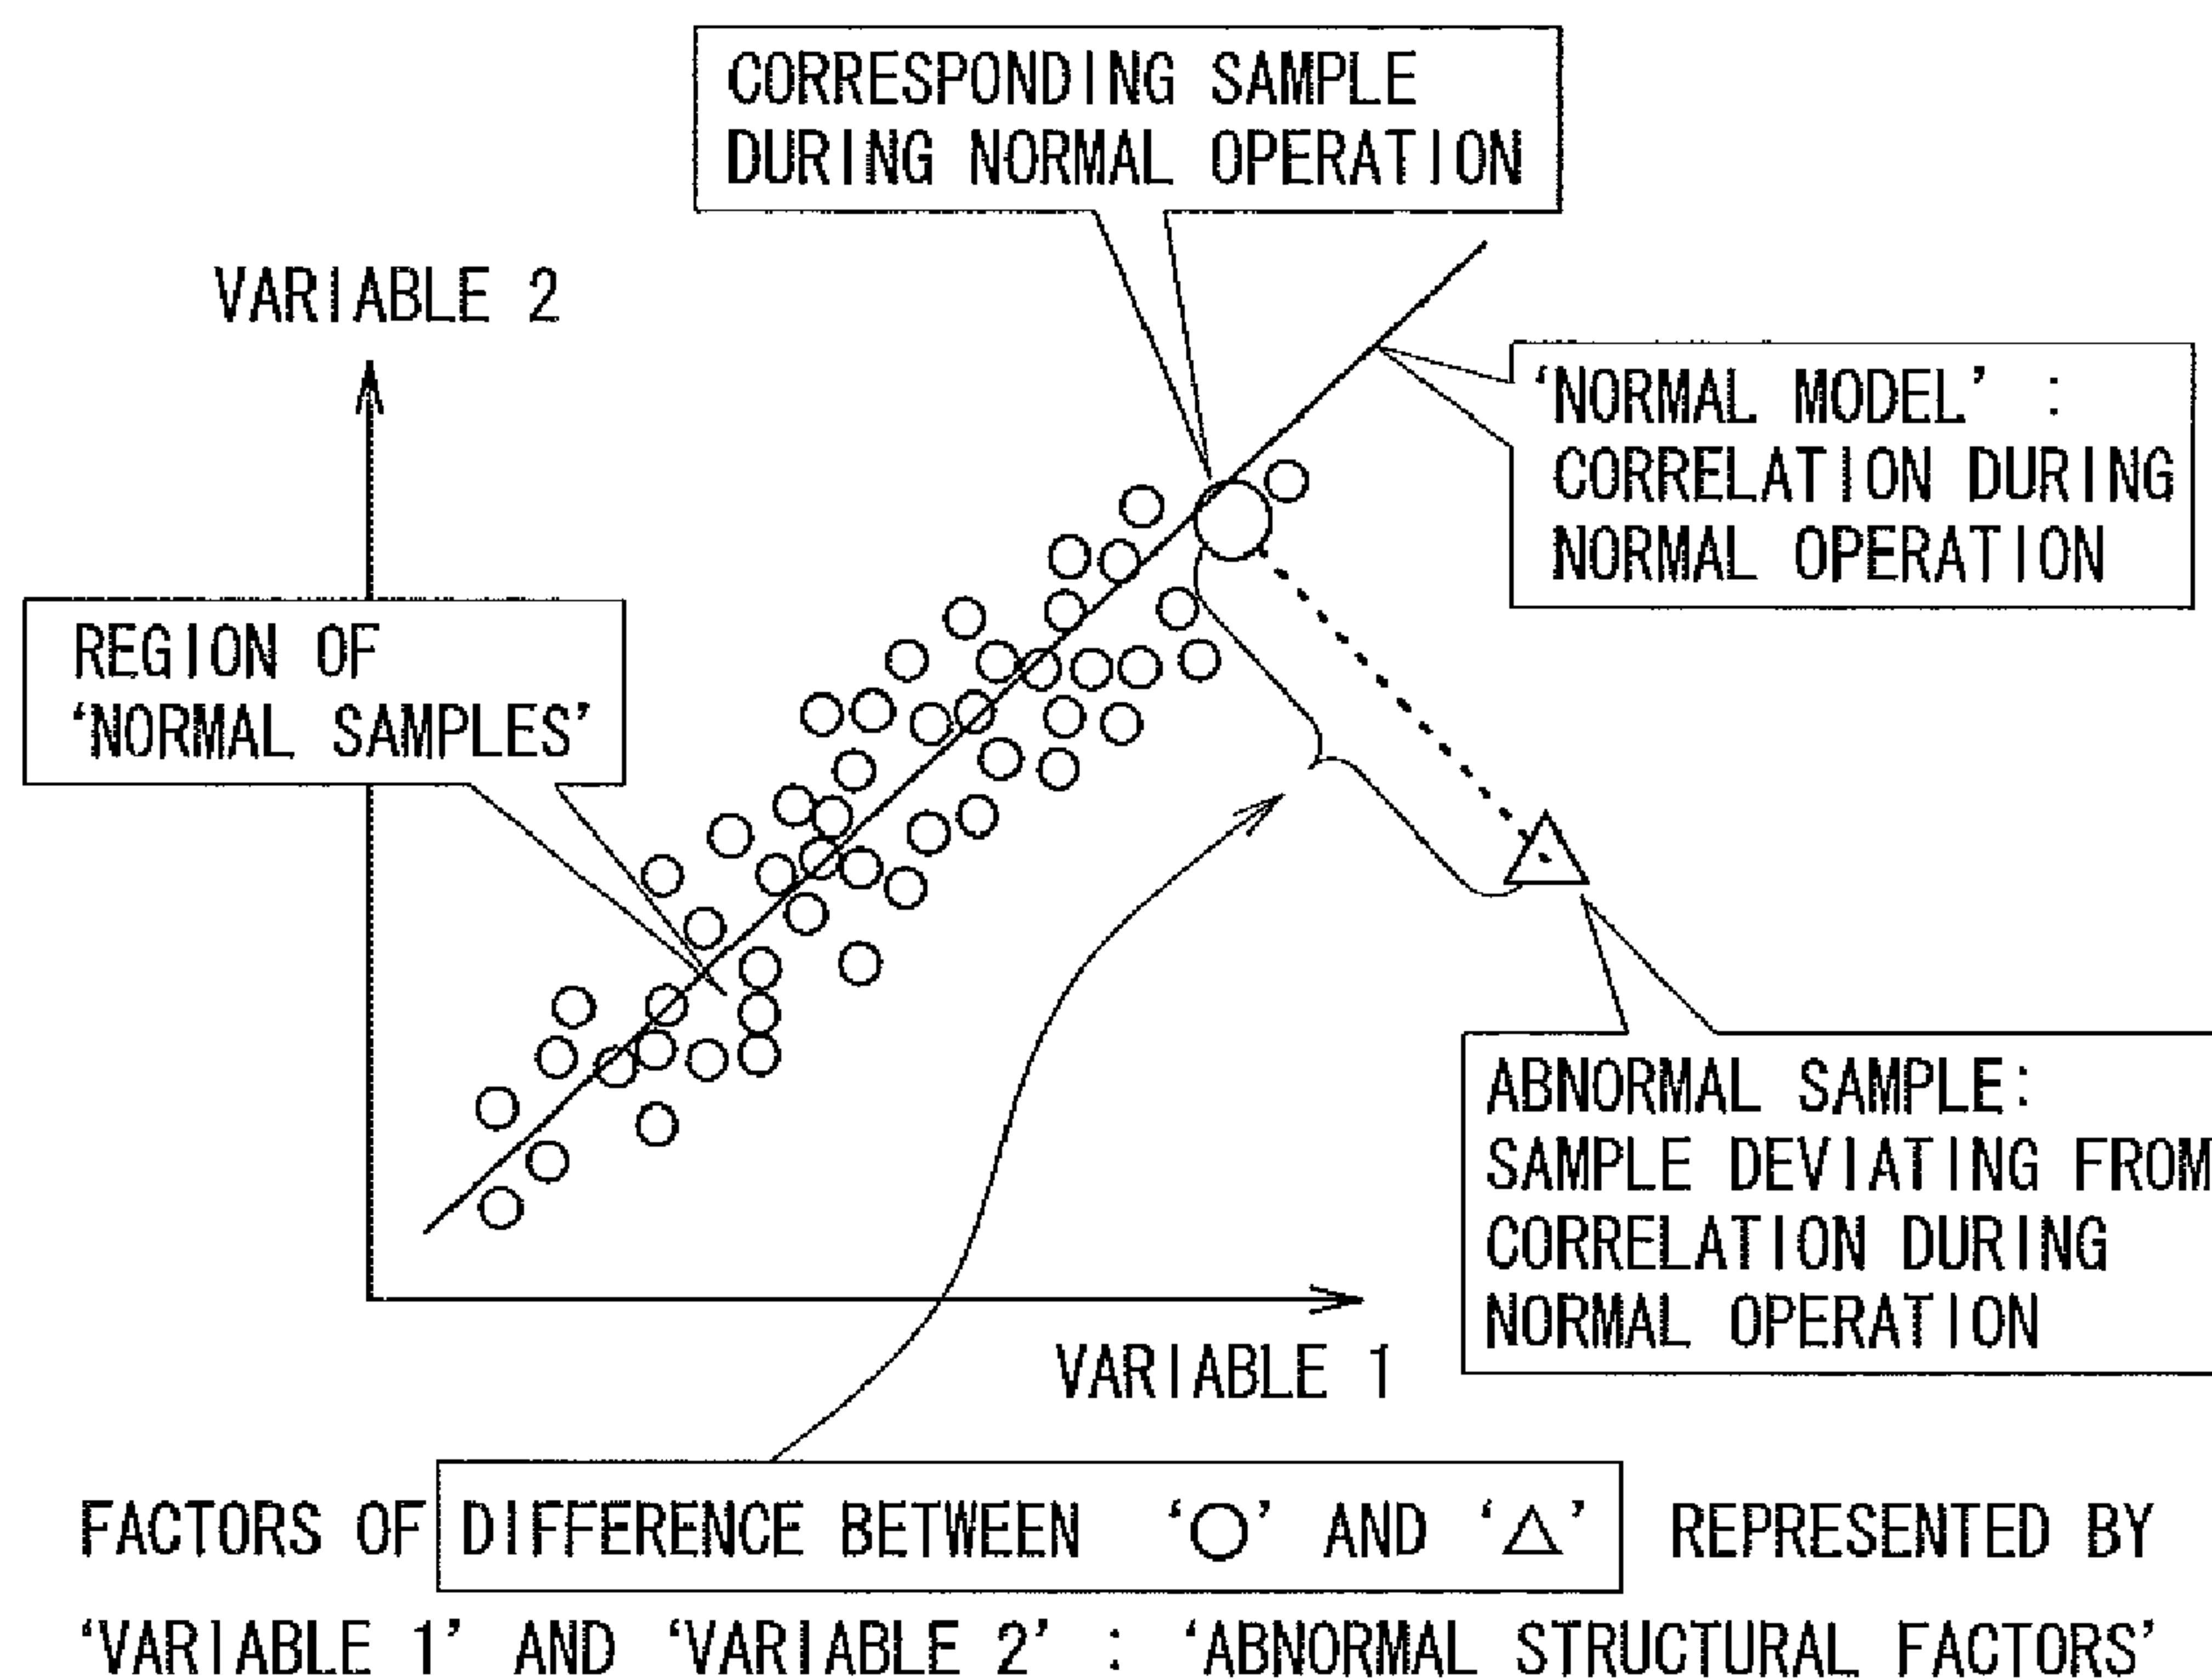 CORRESPONDING SAMPLE
DURING NORMAL OPERATION
VARIABLE 2
'NORMAL MODEL' :
CORRELATION DURING
NORMAL OPERATION
REGION OF
'NORMAL SAMPLES'
ABNORMAL SAMPLE:
SAMPLE DEVIATING FROM
CORRELATION DURING
NORMAL OPERATION
VARIABLE 1
FACTORS OF DIFFERENCE BETWEEN '○' AND '△' REPRESENTED BY
'VARIABLE 1' AND 'VARIABLE 2' : 'ABNORMAL STRUCTURAL FACTORS'